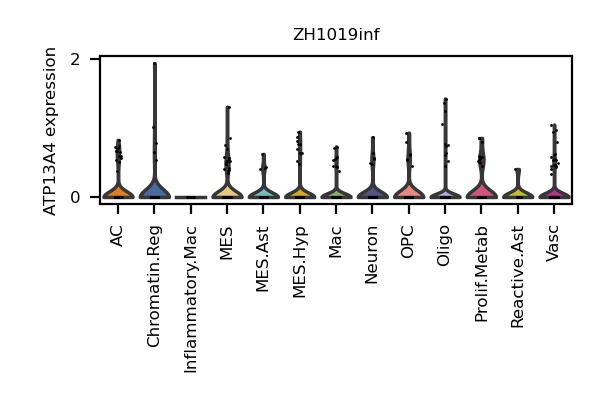 ZH1019inf
ATP13A4 expression
2
0
AC
Chromatin.Reg
Inflammatory.Mac
MES
MES.Ast
MES.Hyp
Mac
Neuron
OPC
Oligo
Prolif.Metab
Reactive.Ast
Vasc